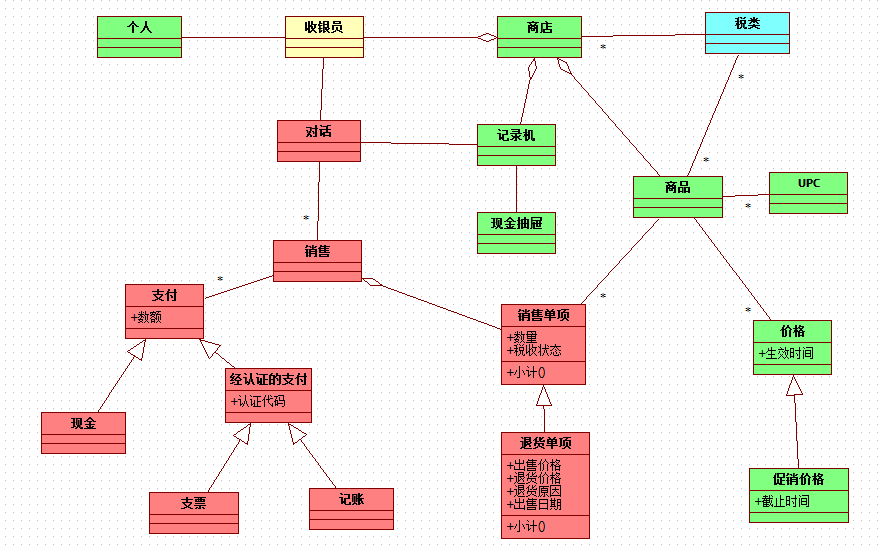 个人
收银员
商店
税类
*
*
对话
记录机
*
商品
UPC
*
现金抽屉
*
销售
*
支付
+数额
销售单项
+数量
+税收状态
+小计()
*
*
价格
+生效时间
经认证的支付
+认证代码
现金
退货单项
+出售价格
+退货价格
+退货原因
+出售日期
+小计()
促销价格
+截止时间
支票
记账